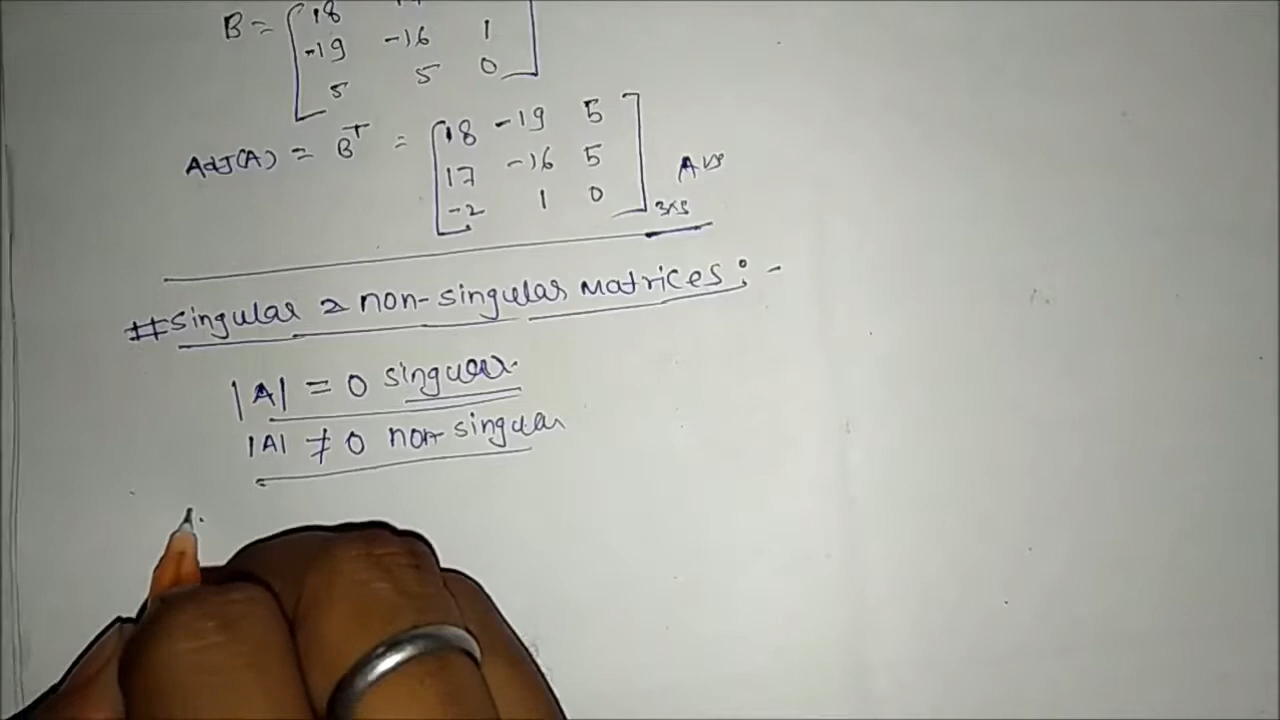 B = [ 18
-19 -16 1
5 5 0 ]
Adj(A) = B^T = [ 18 -19 5
17 -16 5
-2 1 0 ] 3x3 Ans
#singular & non-singular matrices :-
|A| = 0 singular.
|A| ≠ 0 non singular